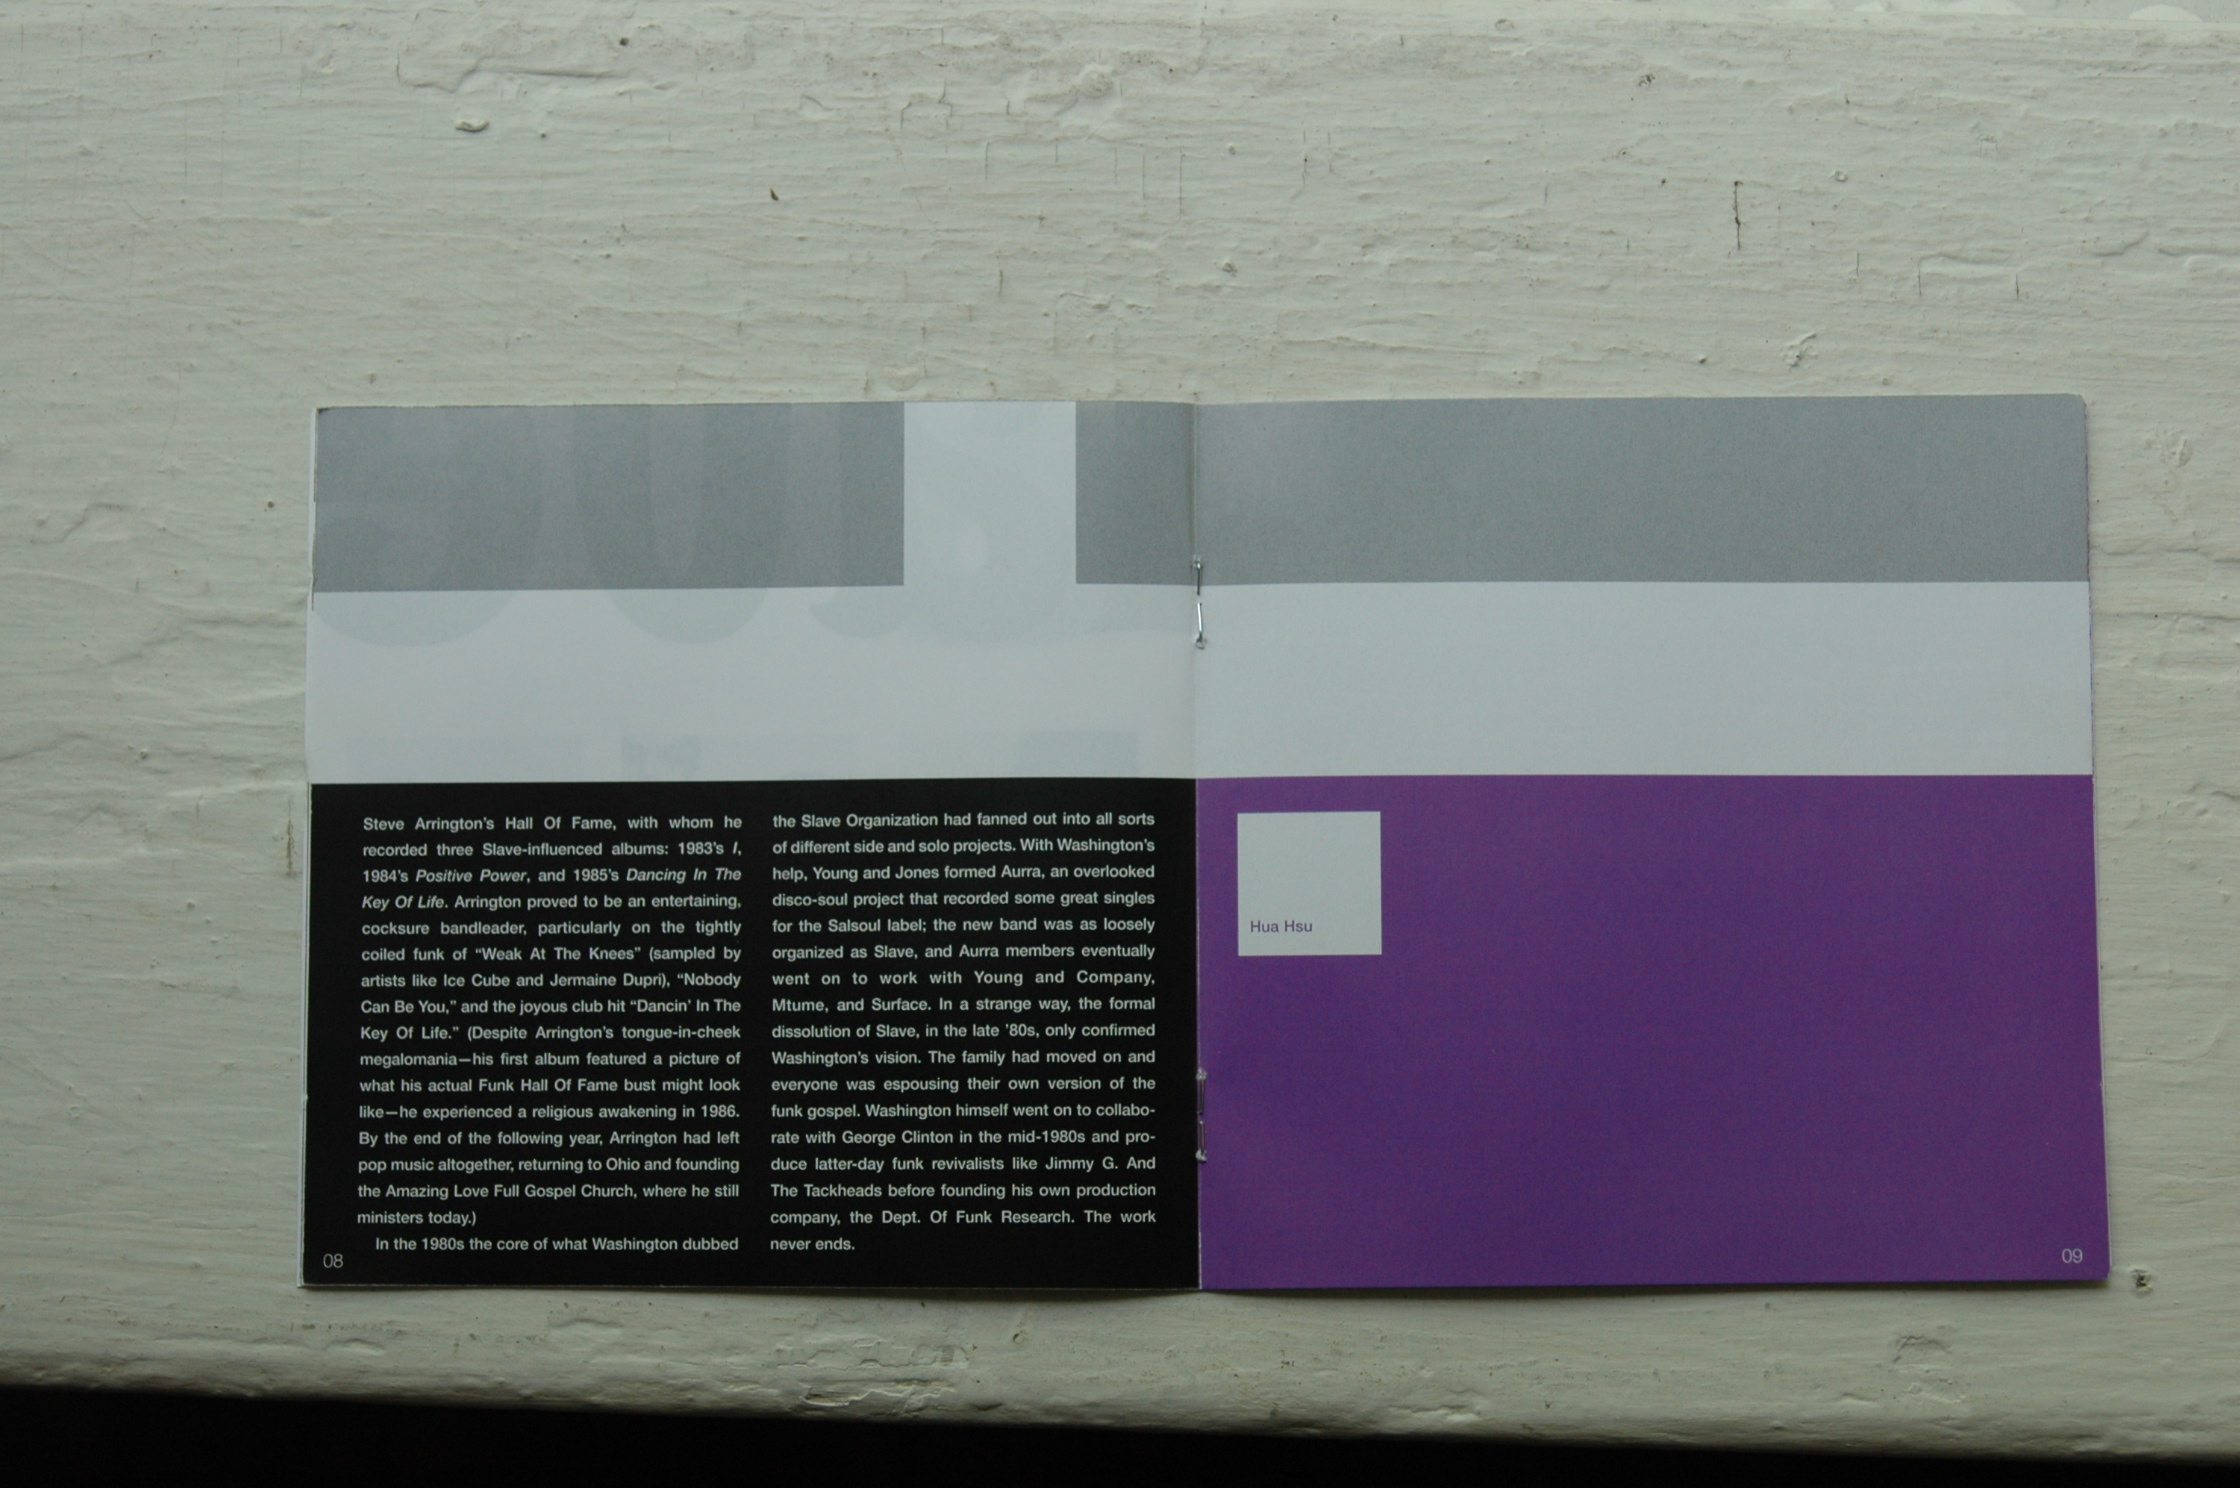 Steve Arrington's Hall Of Fame, with whom he
recorded three Slave-influenced albums: 1983's I,
1984's Positive Power, and 1985's Dancing In The
Key Of Life. Arrington proved to be an entertaining,
cocksure bandleader, particularly on the tightly
coiled funk of “Weak At The Knees” (sampled by
artists like Ice Cube and Jermaine Dupri), “Nobody
Can Be You,” and the joyous club hit “Dancin’ In The
Key Of Life.” (Despite Arrington’s tongue-in-cheek
megalomania—his first album featured a picture of
what his actual Funk Hall Of Fame bust might look
like—he experienced a religious awakening in 1986.
By the end of the following year, Arrington had left
pop music altogether, returning to Ohio and founding
the Amazing Love Full Gospel Church, where he still
ministers today.)
In the 1980s the core of what Washington dubbed
08
the Slave Organization had fanned out into all sorts
of different side and solo projects. With Washington’s
help, Young and Jones formed Aurra, an overlooked
disco-soul project that recorded some great singles
for the Salsoul label; the new band was as loosely
organized as Slave, and Aurra members eventually
went on to work with Young and Company,
Mtume, and Surface. In a strange way, the formal
dissolution of Slave, in the late ’80s, only confirmed
Washington’s vision. The family had moved on and
everyone was espousing their own version of the
funk gospel. Washington himself went on to collabo-
rate with George Clinton in the mid-1980s and pro-
duce latter-day funk revivalists like Jimmy G. And
The Tackheads before founding his own production
company, the Dept. Of Funk Research. The work
never ends.
Hua Hsu
09